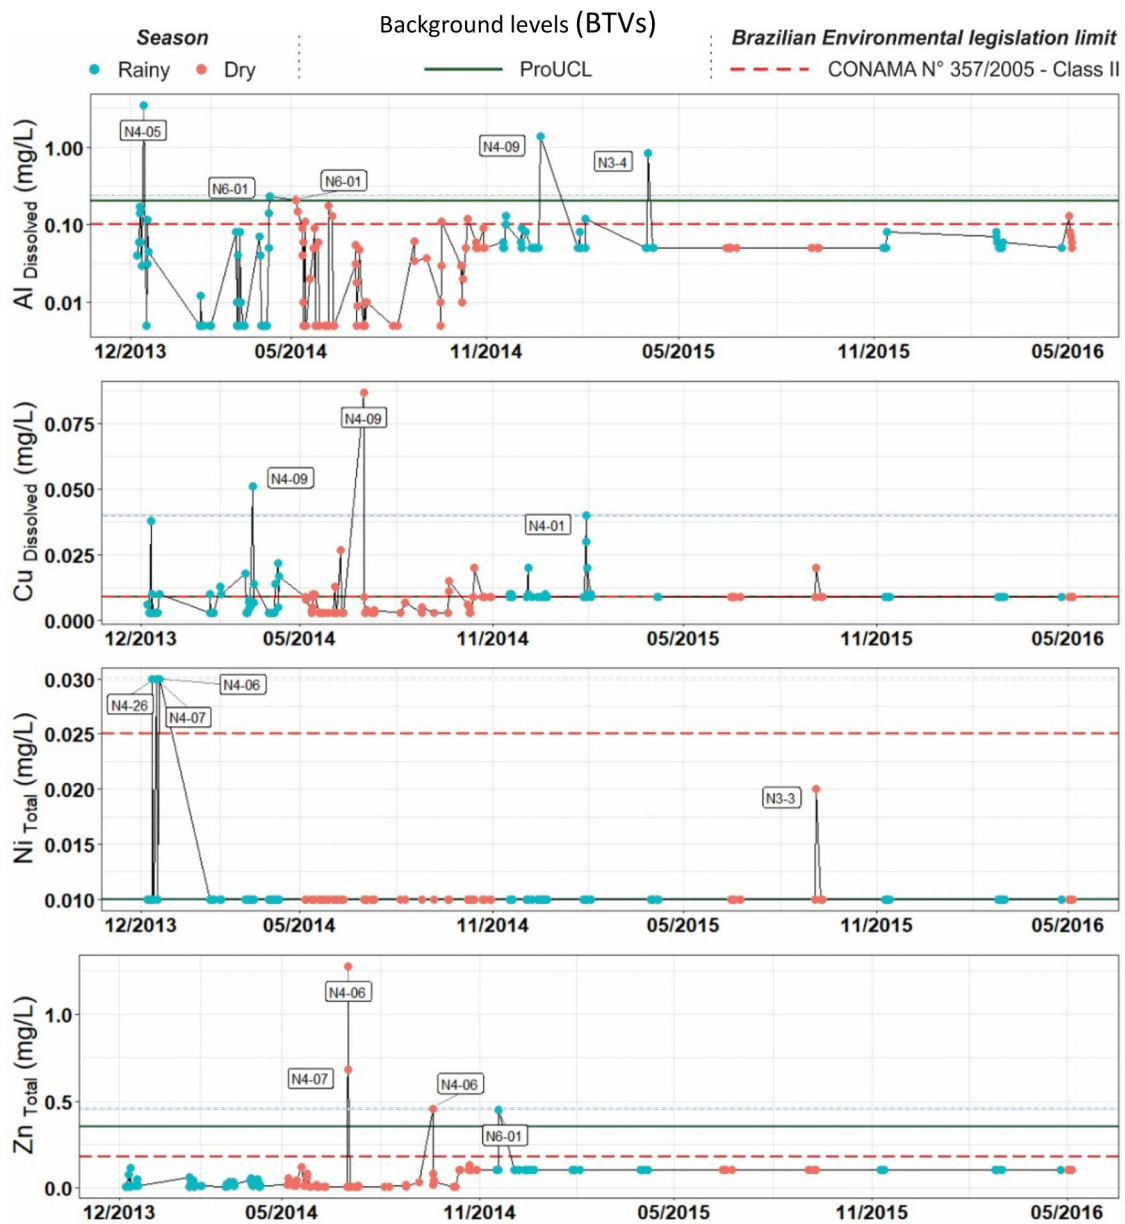 Background levels (BTVs)
Season
Brazilian Environmental legislation limit
Rainy Dry
ProUCL
CONAMA N° 357/2005 - Class II
Al Dissolved (mg/L)
1.00
0.10
0.01
N4-05
N6-01
N6-01
N4-09
N3-4
12/2013 05/2014 11/2014 05/2015 11/2015 05/2016
Cu Dissolved (mg/L)
0.075
0.050
0.025
0.000
N4-09
N4-09
N4-01
12/2013 05/2014 11/2014 05/2015 11/2015 05/2016
Ni Total (mg/L)
0.030
0.025
0.020
0.015
0.010
N4-26
N4-07
N4-06
N3-3
12/2013 05/2014 11/2014 05/2015 11/2015 05/2016
Zn Total (mg/L)
1.0
0.5
0.0
N4-06
N4-07
N4-06
N6-01
12/2013 05/2014 11/2014 05/2015 11/2015 05/2016